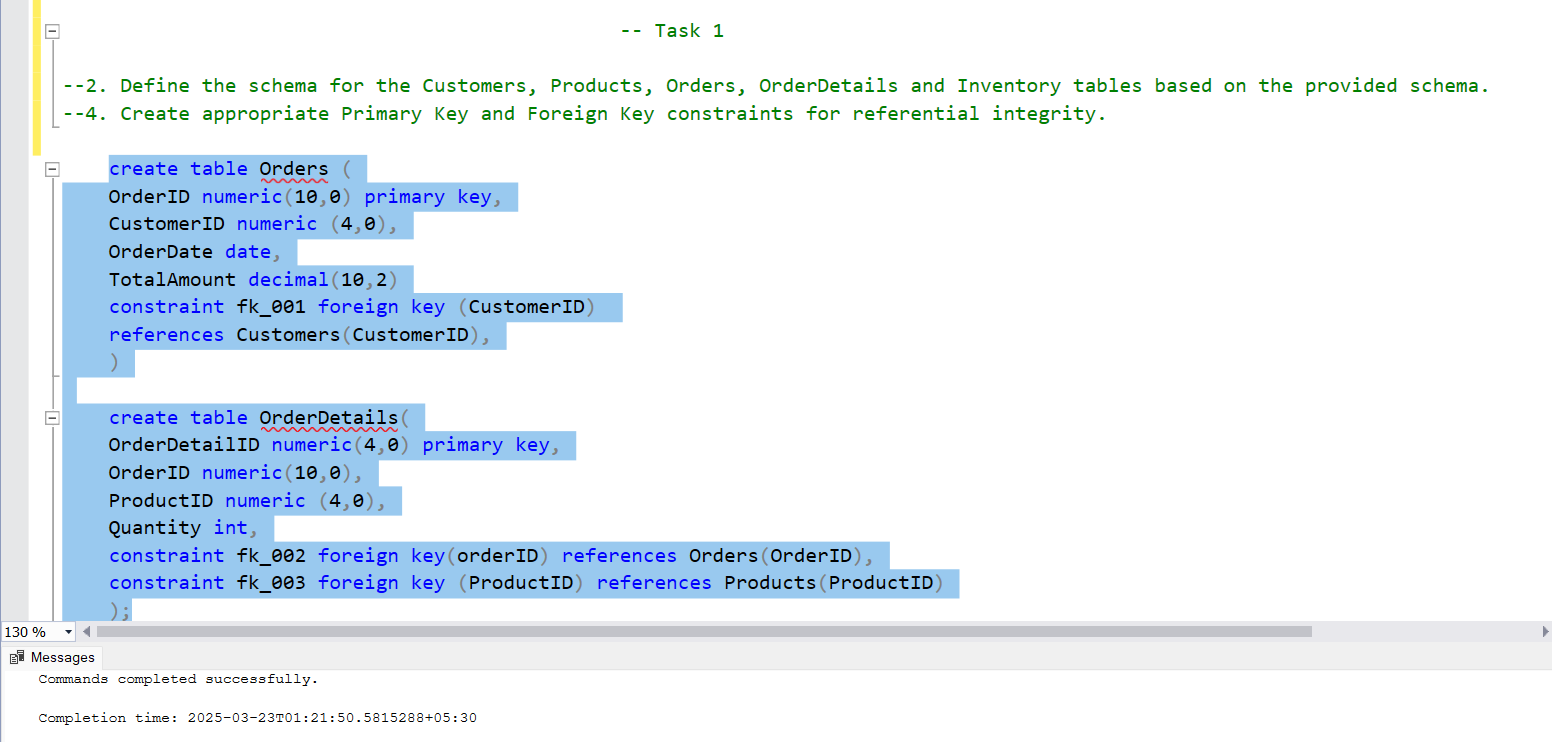 -- Task 1
--2. Define the schema for the Customers, Products, Orders, OrderDetails and Inventory tables based on the provided schema.
--4. Create appropriate Primary Key and Foreign Key constraints for referential integrity.
create table Orders (
OrderID numeric(10,0) primary key,
CustomerID numeric (4,0),
OrderDate date,
TotalAmount decimal(10,2)
constraint fk_001 foreign key (CustomerID)
references Customers(CustomerID),
)
create table OrderDetails(
OrderDetailID numeric(4,0) primary key,
OrderID numeric(10,0),
ProductID numeric (4,0),
Quantity int,
constraint fk_002 foreign key(orderID) references Orders(OrderID),
constraint fk_003 foreign key (ProductID) references Products(ProductID)
);
130 %
Messages
Commands completed successfully.
Completion time: 2025-03-23T01:21:50.5815288+05:30